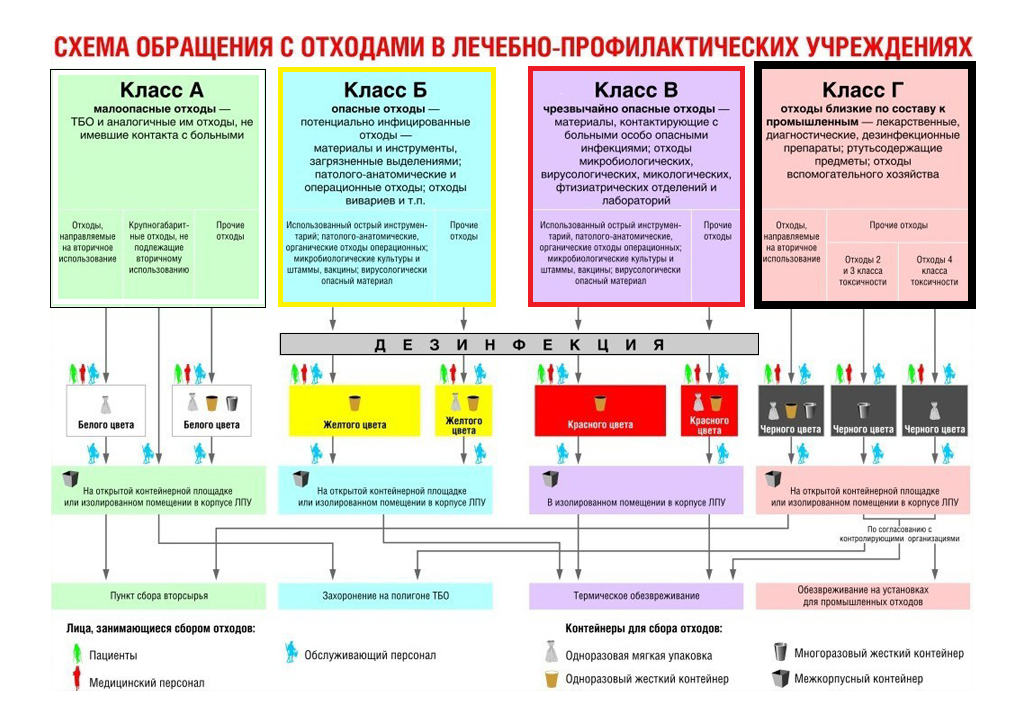 СХЕМА ОБРАЩЕНИЯ С ОТХОДАМИ В ЛЕЧЕБНО-ПРОФИЛАКТИЧЕСКИХ УЧРЕЖДЕНИЯХ
Класс А
малоопасные отходы —
ТБО и аналогичные им отходы, не
имевшие контакта с больными
Отходы,
направляемые
на вторичное
использование
Крупногабарит-
ные отходы, не
подлежащие
вторичному
использованию
Прочие
отходы
Класс Б
опасные отходы —
потенциально инфицированные
отходы —
материалы и инструменты,
загрязненные выделениями;
патолого-анатомические и
операционные отходы; отходы
вивариев и т.п.
Использованный острый инструмен-
тарий; патолого-анатомические,
органические отходы операционных;
микробиологические культуры и
штаммы, вакцины; вирусологически
опасный материал
Прочие
отходы
Класс В
чрезвычайно опасные отходы —
материалы, контактирующие с
больными особо опасными
инфекциями; отходы
микробиологических,
вирусологических, микологических,
фтизиатрических отделений и
лабораторий
Использованный острый инструмен-
тарий, патолого-анатомические,
органические отходы операционных;
микробиологические культуры и
штаммы, вакцины; вирусологически
опасный материал
Прочие
отходы
Класс Г
отходы близкие по составу к
промышленным — лекарственные,
диагностические, дезинфекционные
препараты; ртутьсодержащие
предметы; отходы
вспомогательного хозяйства
Отходы,
направляемые
на вторичное
использование
Прочие отходы
Отходы 2
и 3 класса
токсичности
Отходы 4
класса
токсичности
ДЕЗИНФЕКЦИЯ
Белого цвета
Белого цвета
Желтого цвета
Желтого
цвета
Красного цвета
Красного
цвета
Черного цвета
Черного цвета
Черного цвета
На открытой контейнерной площадке
или изолированном помещении в корпусе ЛПУ
На открытой контейнерной площадке
или изолированном помещении в корпусе ЛПУ
В изолированном помещении в корпусе ЛПУ
На открытой контейнерной площадке
или изолированном помещении в корпусе ЛПУ
По согласованию с
контролирующими организациями
Пункт сбора вторсырья
Захоронение на полигоне ТБО
Термическое обезвреживание
Обезвреживание на установках
для промышленных отходов
Лица, занимающиеся сбором отходов:
Пациенты
Медицинский персонал
Обслуживающий персонал
Контейнеры для сбора отходов:
Одноразовая мягкая упаковка
Одноразовый жесткий контейнер
Многоразовый жесткий контейнер
Межкорпусный контейнер